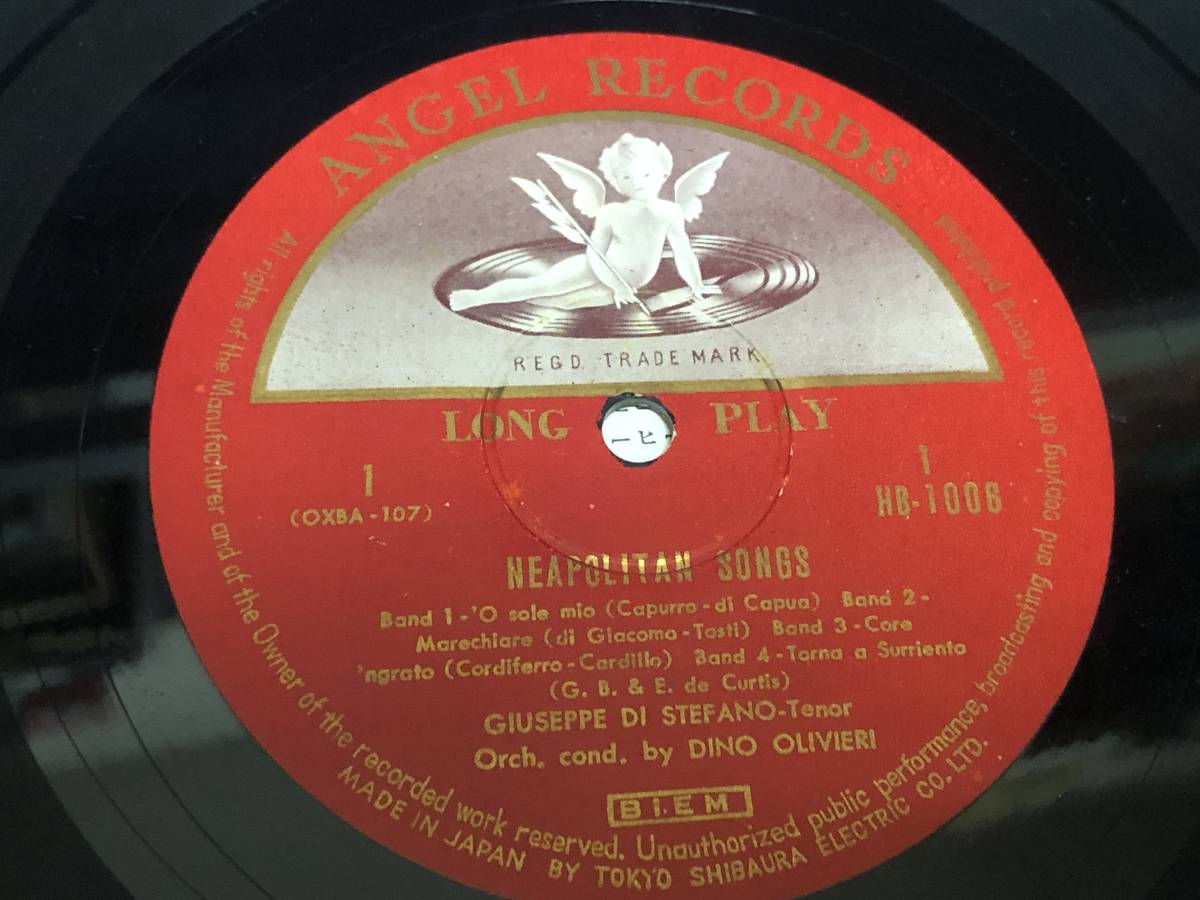 ANGEL RECORDS
REGD. TRADE MARK
LONG PLAY
1
(OXBA-107)
1
HB-1006
NEAPOLITAN SONGS
Band 1-'O sole mio (Capurro-di Capua) Band 2-
Marechiare (di Giacomo-Tosti) Band 3-Core
'ngrato (Cordiferro-Cardillo) Band 4-Torna a Surriento
(G. B. & E. de Curtis)
GIUSEPPE DI STEFANO-Tenor
Orch. cond. by DINO OLIVIERI
BIEM
All rights of the Manufacturer and of the Owner of the recorded work reserved. Unauthorized public performance, broadcasting and copying of this record prohibited
MADE IN JAPAN BY TOKYO SHIBAURA ELECTRIC CO. LTD.